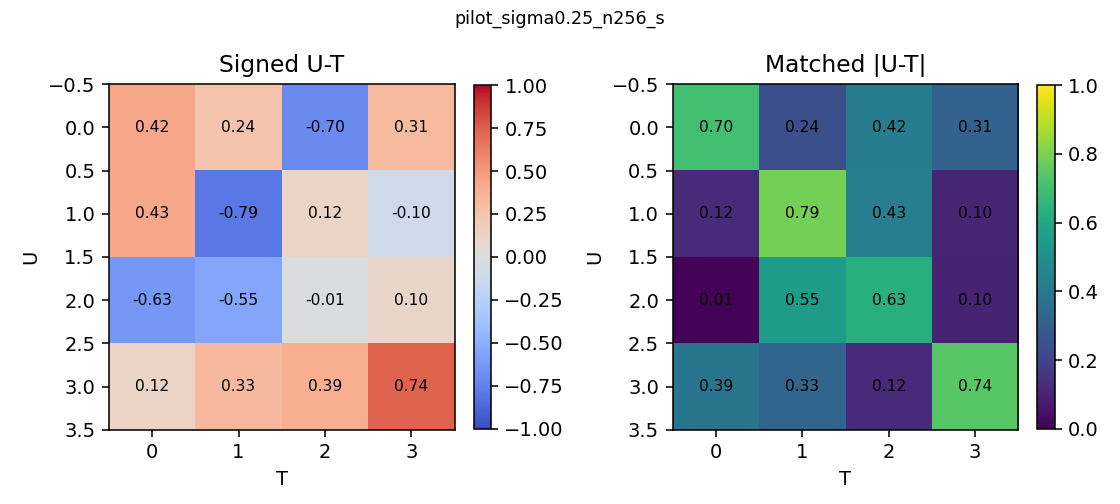 pilot_sigma0.25_n256_s
Signed U-T
−0.5
0.0
0.5
1.0
1.5
2.0
2.5
3.0
3.5
U
0.42 0.24 -0.70 0.31
0.43 -0.79 0.12 -0.10
-0.63 -0.55 -0.01 0.10
0.12 0.33 0.39 0.74
0 1 2 3
T
1.00
0.75
0.50
0.25
0.00
−0.25
−0.50
−0.75
−1.00
Matched |U-T|
−0.5
0.0
0.5
1.0
1.5
2.0
2.5
3.0
3.5
U
0.70 0.24 0.42 0.31
0.12 0.79 0.43 0.10
0.01 0.55 0.63 0.10
0.39 0.33 0.12 0.74
0 1 2 3
T
1.0
0.8
0.6
0.4
0.2
0.0